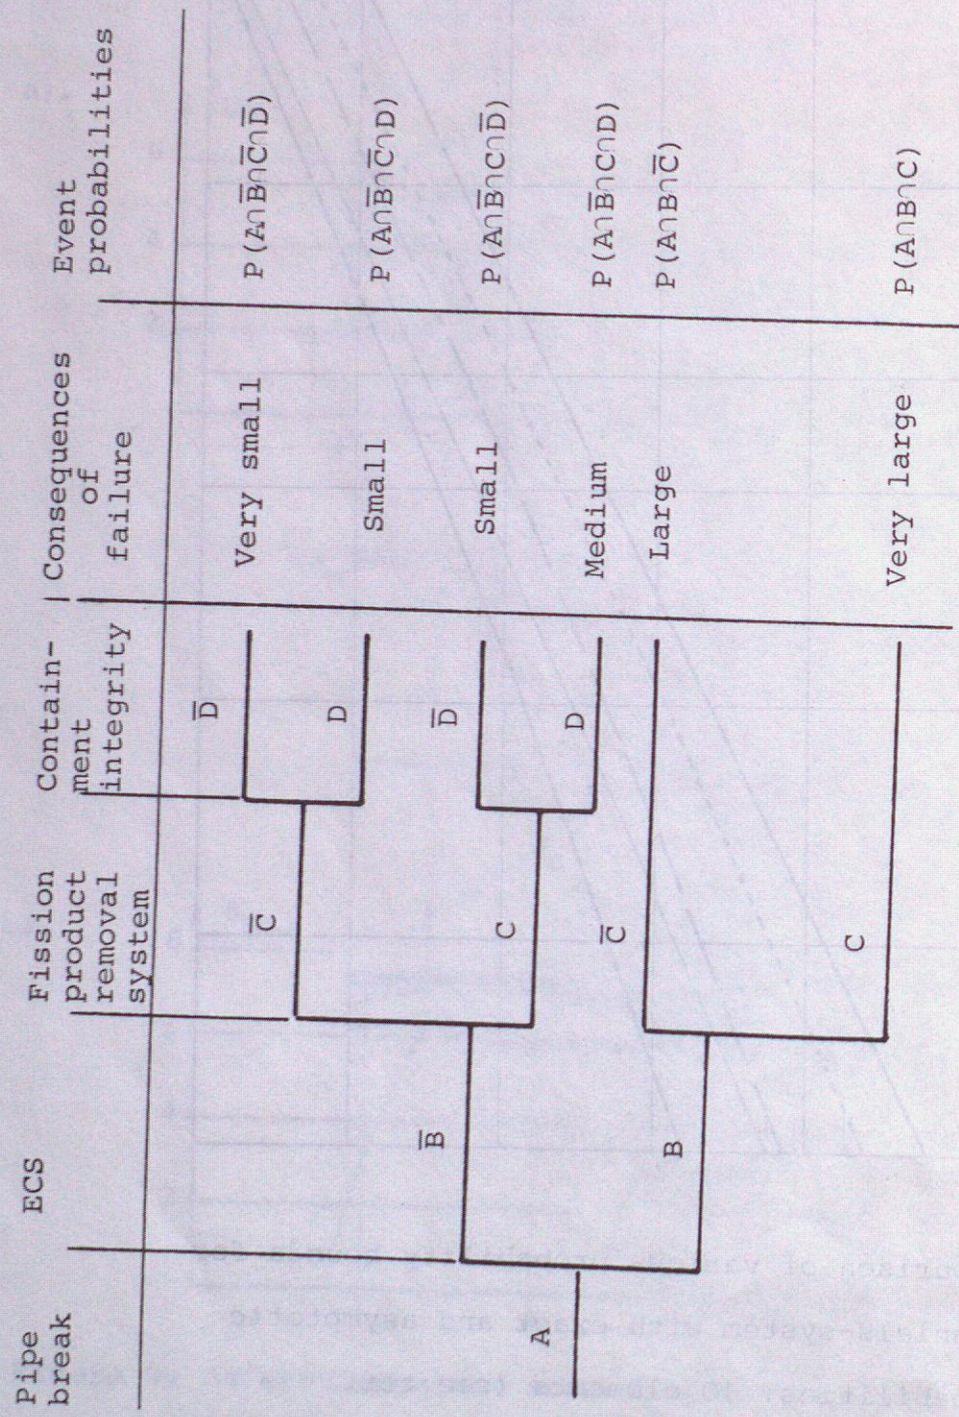 Pipe
break
ECS
Fission
product
removal
system
Contain-
ment
integrity
Consequences
of
failure
Event
probabilities
A
B̅
B
C̅
C
C̅
C
D̅
D
D̅
D
Very small
P(A∩B̅∩C̅∩D̅)
Small
P(A∩B̅∩C̅∩D)
Small
P(A∩B̅∩C∩D̅)
Medium
P(A∩B̅∩C∩D)
Large
P(A∩B∩C̅)
Very large
P(A∩B∩C)